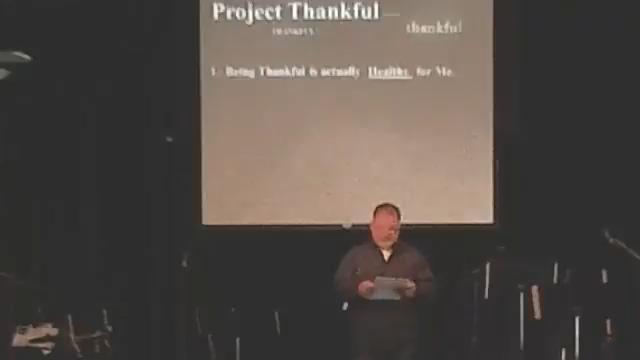 Project Thankful
thankful
1. Being Thankful is actually Healthy for Me.